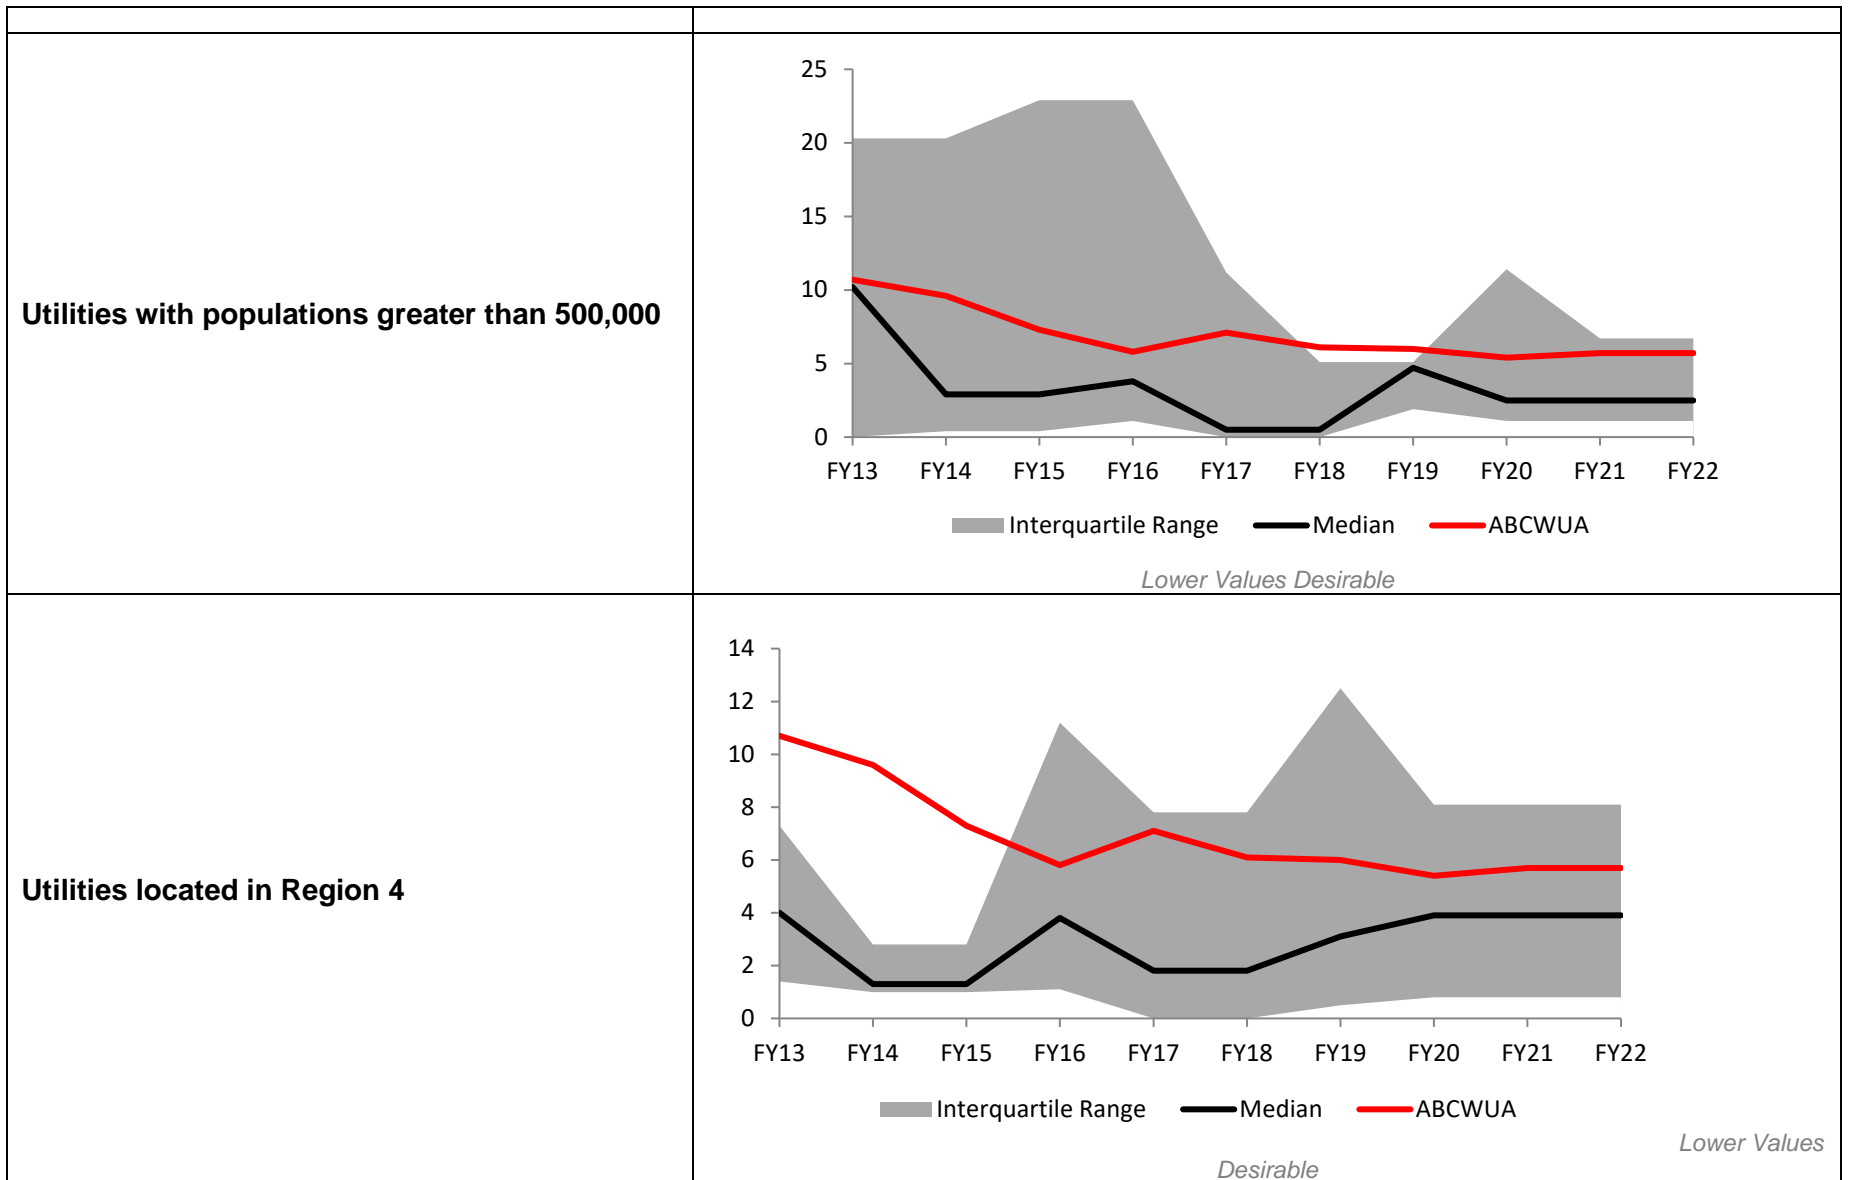 Utilities with populations greater than 500,000
25
20
15
10
5
0
FY13 FY14 FY15 FY16 FY17 FY18 FY19 FY20 FY21 FY22
Interquartile Range Median ABCWUA
Lower Values Desirable
Utilities located in Region 4
14
12
10
8
6
4
2
0
FY13 FY14 FY15 FY16 FY17 FY18 FY19 FY20 FY21 FY22
Interquartile Range Median ABCWUA
Lower Values
Desirable